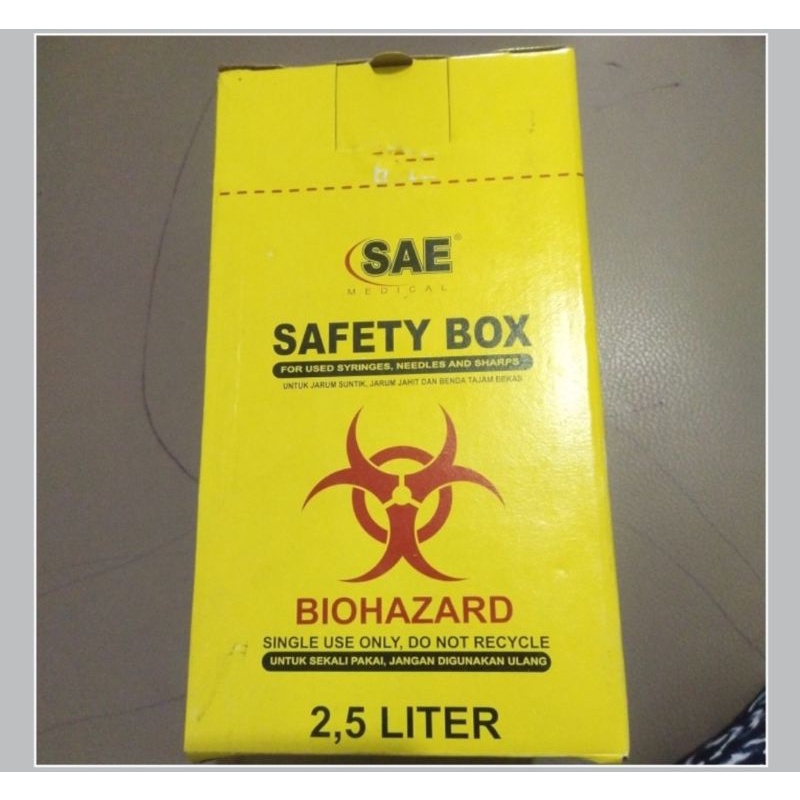 SAE®
MEDICAL
SAFETY BOX
FOR USED SYRINGES, NEEDLES AND SHARPS
UNTUK JARUM SUNTIK, JARUM JAHIT DAN BENDA TAJAM BEKAS
BIOHAZARD
SINGLE USE ONLY, DO NOT RECYCLE
UNTUK SEKALI PAKAI, JANGAN DIGUNAKAN ULANG
2,5 LITER